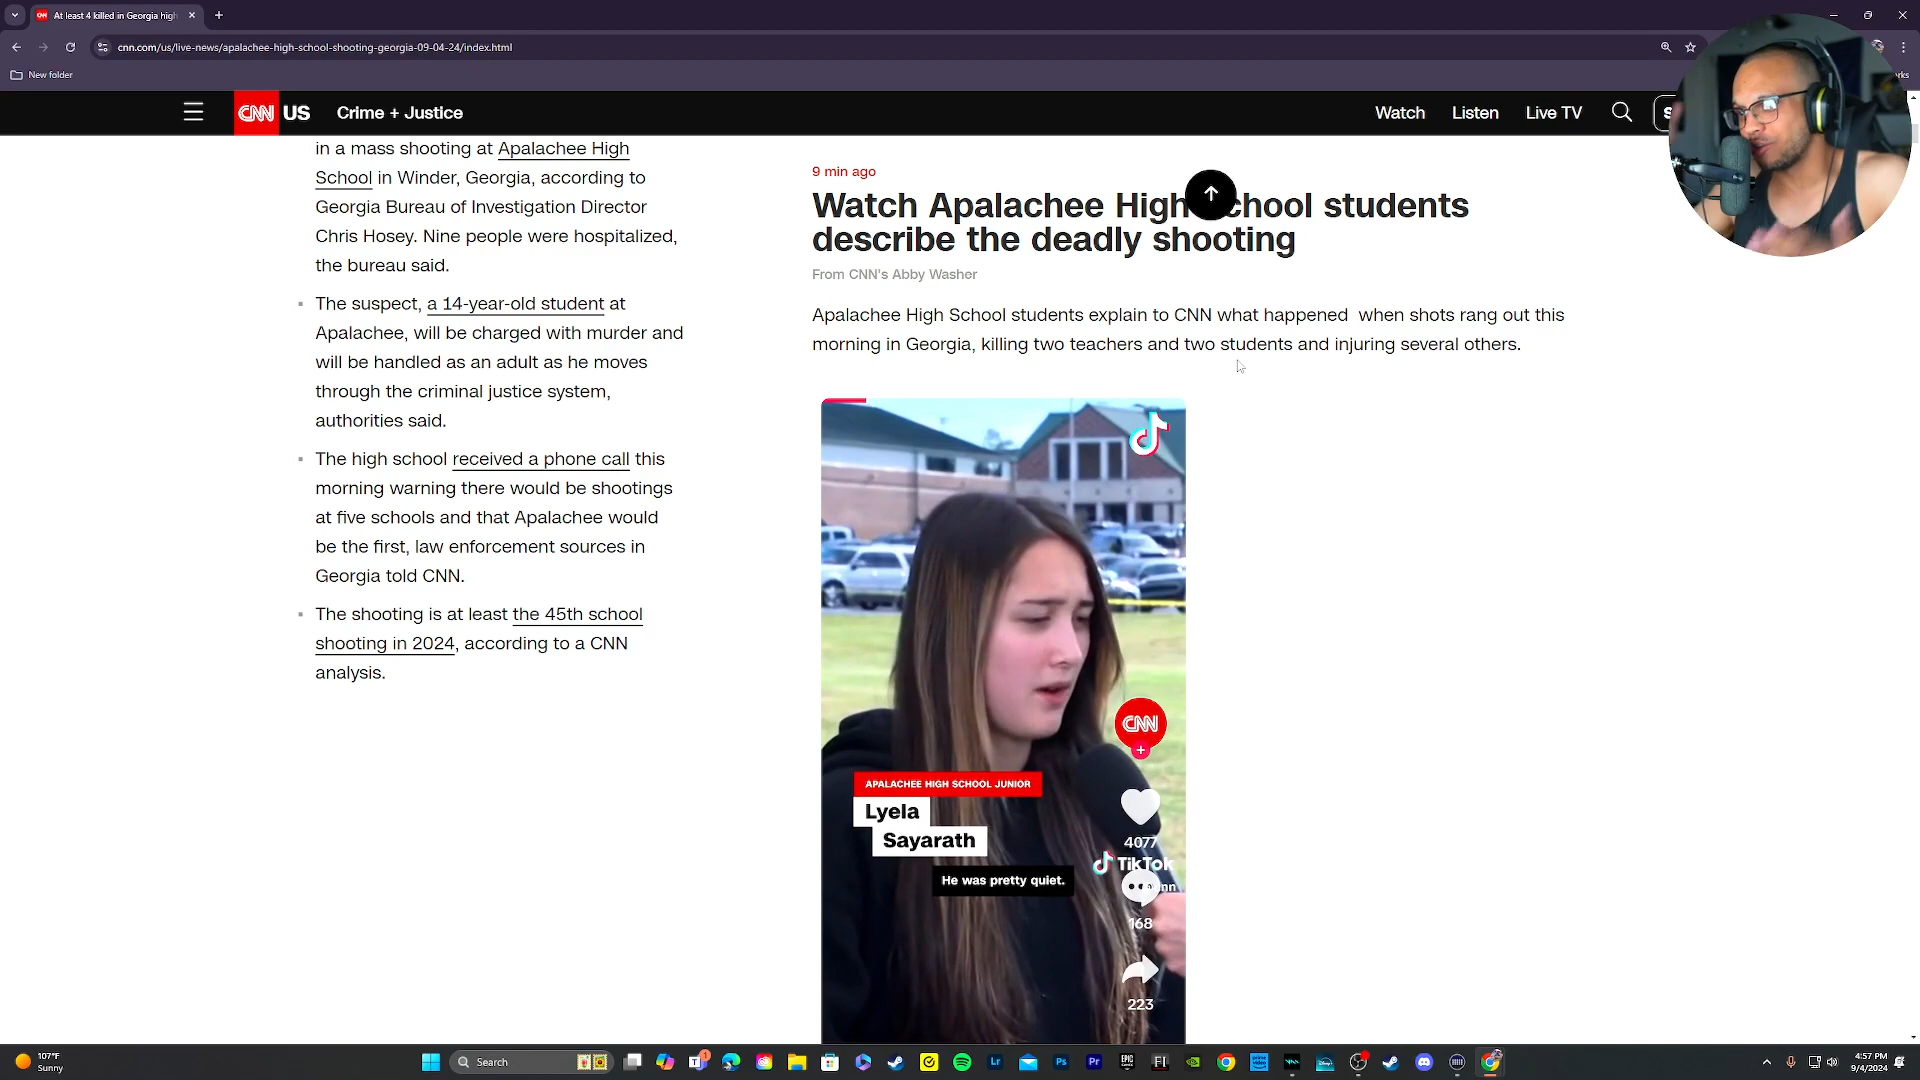 At least 4 killed in Georgia high
cnn.com/us/live-news/apalachee-high-school-shooting-georgia-09-04-24/index.html
New folder
CNN US
Crime + Justice
Watch
Listen
Live TV
in a mass shooting at Apalachee High
School in Winder, Georgia, according to
Georgia Bureau of Investigation Director
Chris Hosey. Nine people were hospitalized,
the bureau said.
The suspect, a 14-year-old student at
Apalachee, will be charged with murder and
will be handled as an adult as he moves
through the criminal justice system,
authorities said.
The high school received a phone call this
morning warning there would be shootings
at five schools and that Apalachee would
be the first, law enforcement sources in
Georgia told CNN.
The shooting is at least the 45th school
shooting in 2024, according to a CNN
analysis.
9 min ago
Watch Apalachee High School students
describe the deadly shooting
From CNN's Abby Washer
Apalachee High School students explain to CNN what happened when shots rang out this
morning in Georgia, killing two teachers and two students and injuring several others.
CNN
APALACHEE HIGH SCHOOL JUNIOR
Lyela
Sayarath
He was pretty quiet.
4077
TikTok
168
223
107°F
Sunny
Search
4:57 PM
9/4/2024